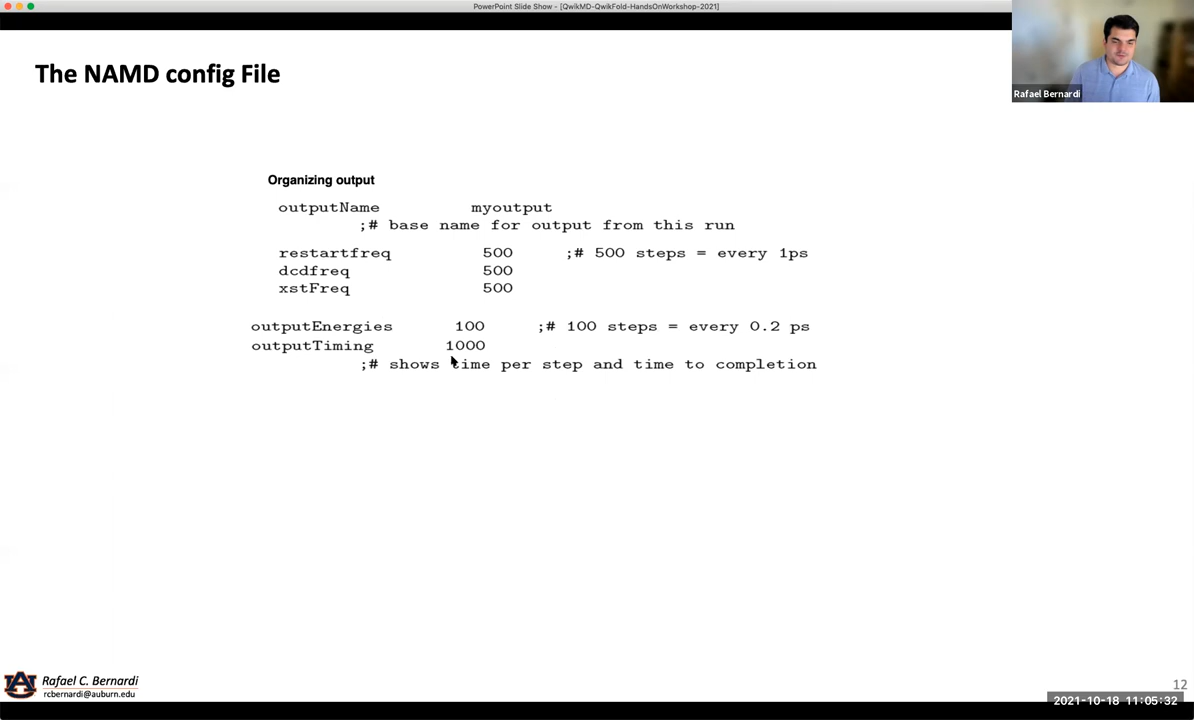 PowerPoint Slide Show - [QwikMD-QwikFold-HandsOnWorkshop-2021]
Rafael Bernardi
The NAMD config File
Organizing output
outputName myoutput
;# base name for output from this run
restartfreq 500 ;# 500 steps = every 1ps
dcdfreq 500
xstFreq 500
outputEnergies 100 ;# 100 steps = every 0.2 ps
outputTiming 1000
;# shows time per step and time to completion
Rafael C. Bernardi
rcbernardi@auburn.edu
12
2021-10-18 11:05:32